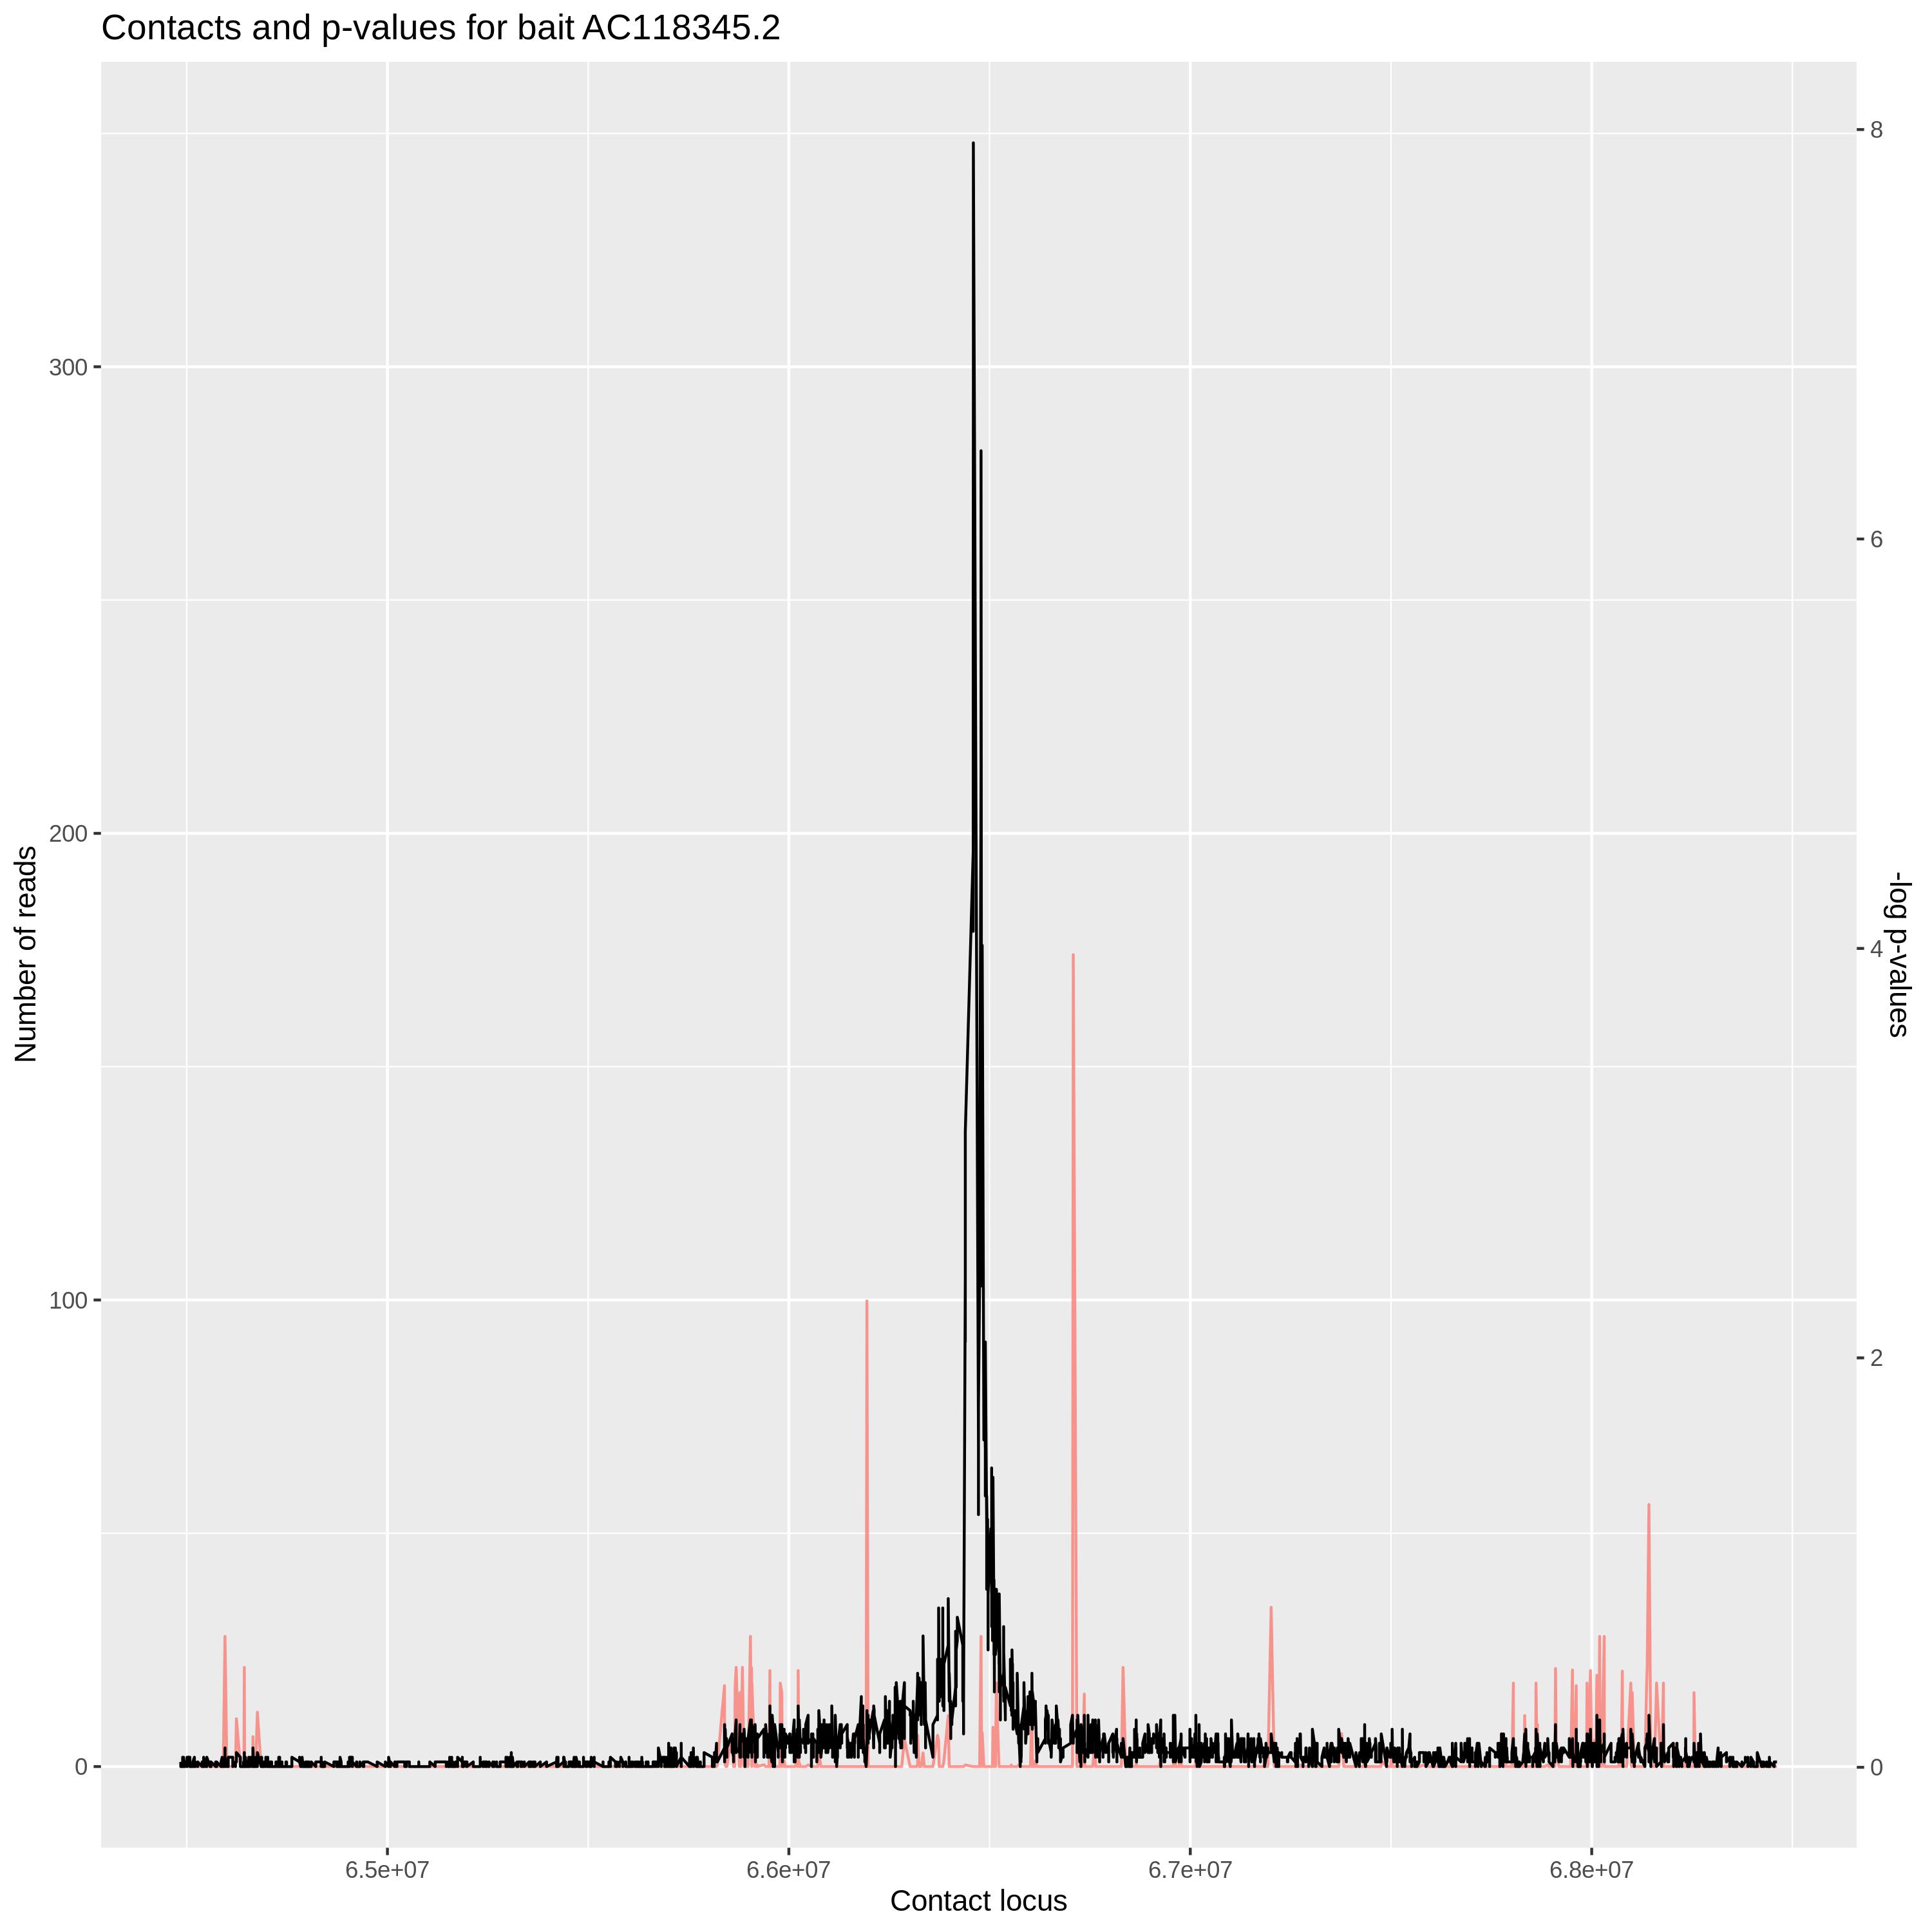 Contacts and p-values for bait AC118345.2
Number of reads
300
200
100
0
8
6
4
2
0
-log p-values
6.5e+07
6.6e+07
6.7e+07
6.8e+07
Contact locus